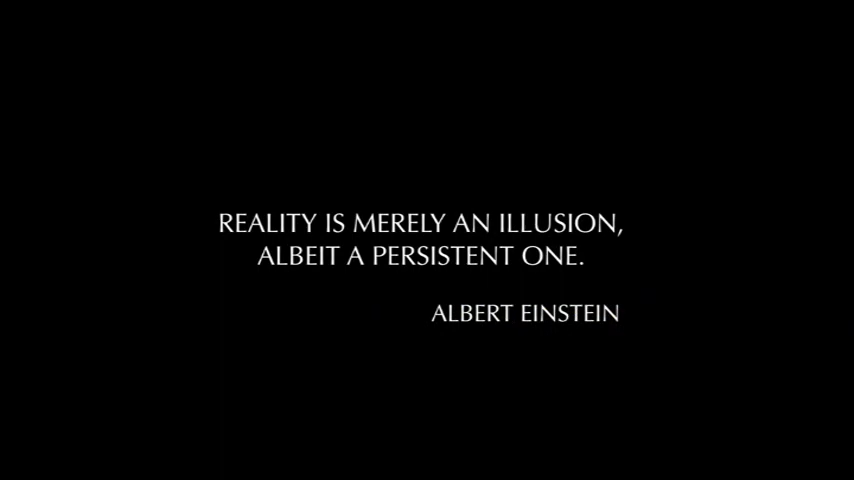 REALITY IS MERELY AN ILLUSION,
ALBEIT A PERSISTENT ONE.
ALBERT EINSTEIN